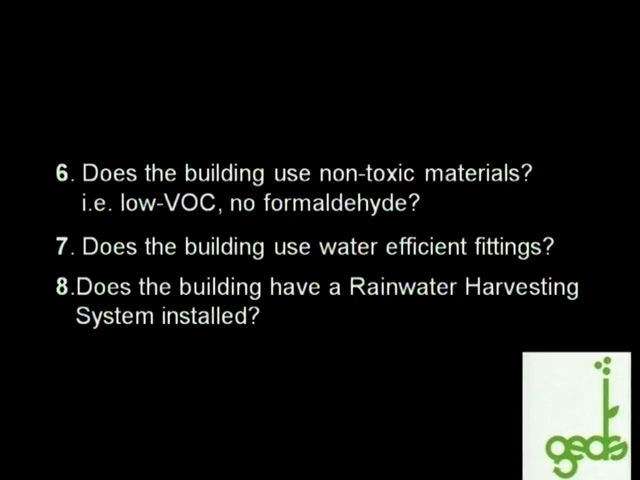 6. Does the building use non-toxic materials?
i.e. low-VOC, no formaldehyde?
7. Does the building use water efficient fittings?
8.Does the building have a Rainwater Harvesting
System installed?
geds